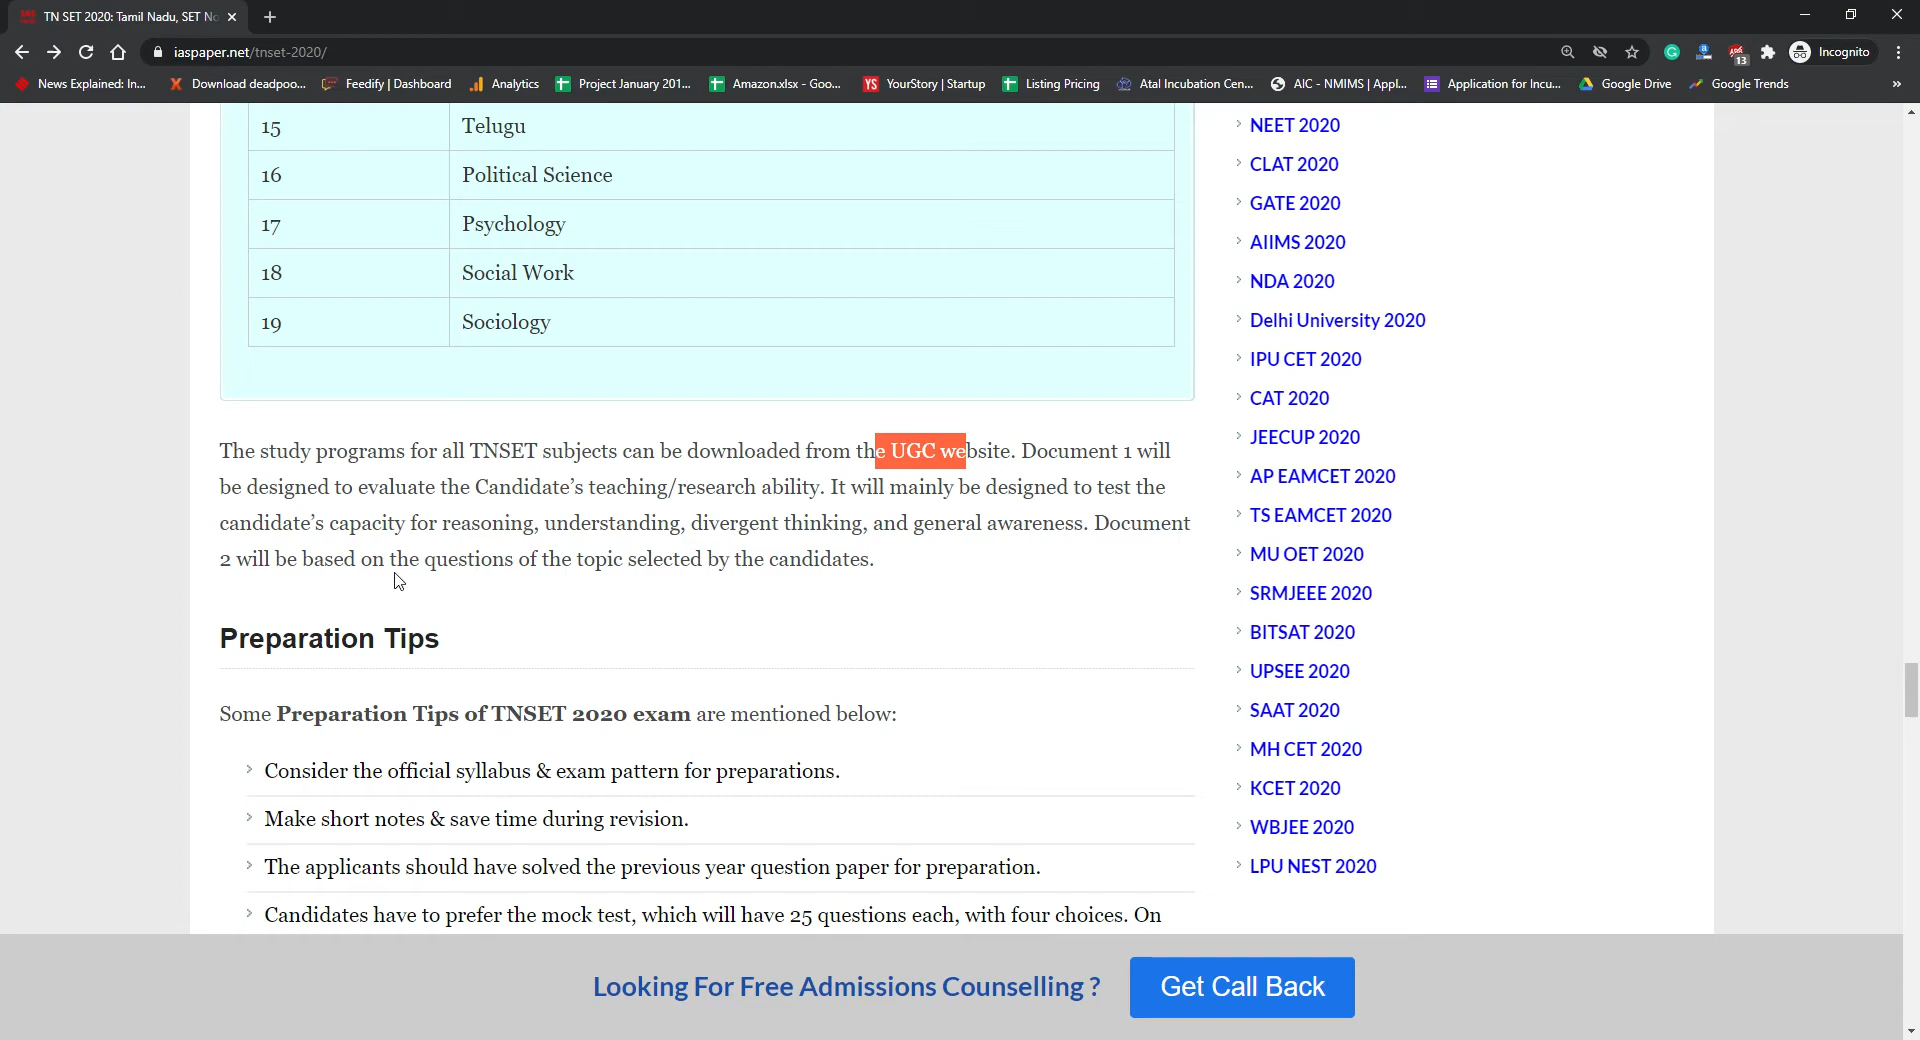 TN SET 2020: Tamil Nadu, SET No
iaspaper.net/tnset-2020/
13
Incognito
News Explained: In...
Download deadpoo...
Feedify | Dashboard
Analytics
Project January 201...
Amazon.xlsx - Goo...
YS
YourStory | Startup
Listing Pricing
Atal Incubation Cen...
AIC - NMIMS | Appl...
Application for Incu...
Google Drive
Google Trends
»
15 Telugu
16 Political Science
17 Psychology
18 Social Work
19 Sociology
The study programs for all TNSET subjects can be downloaded from the UGC website. Document 1 will
be designed to evaluate the Candidate’s teaching/research ability. It will mainly be designed to test the
candidate’s capacity for reasoning, understanding, divergent thinking, and general awareness. Document
2 will be based on the questions of the topic selected by the candidates.
Preparation Tips
Some Preparation Tips of TNSET 2020 exam are mentioned below:
Consider the official syllabus & exam pattern for preparations.
Make short notes & save time during revision.
The applicants should have solved the previous year question paper for preparation.
Candidates have to prefer the mock test, which will have 25 questions each, with four choices. On
NEET 2020
CLAT 2020
GATE 2020
AIIMS 2020
NDA 2020
Delhi University 2020
IPU CET 2020
CAT 2020
JEECUP 2020
AP EAMCET 2020
TS EAMCET 2020
MU OET 2020
SRMJEEE 2020
BITSAT 2020
UPSEE 2020
SAAT 2020
MH CET 2020
KCET 2020
WBJEE 2020
LPU NEST 2020
Looking For Free Admissions Counselling ?
Get Call Back